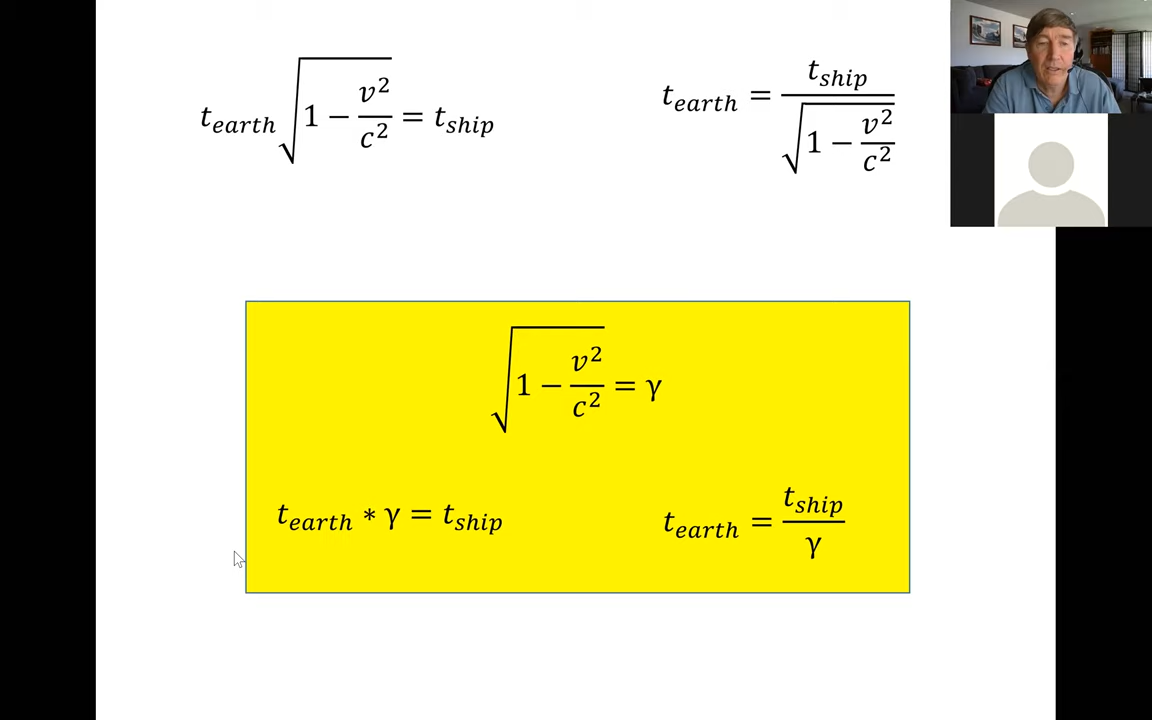 t_earth √(1 − v²/c²) = t_ship
t_earth = t_ship / √(1 − v²/c²)
√(1 − v²/c²) = γ
t_earth * γ = t_ship
t_earth = t_ship / γ